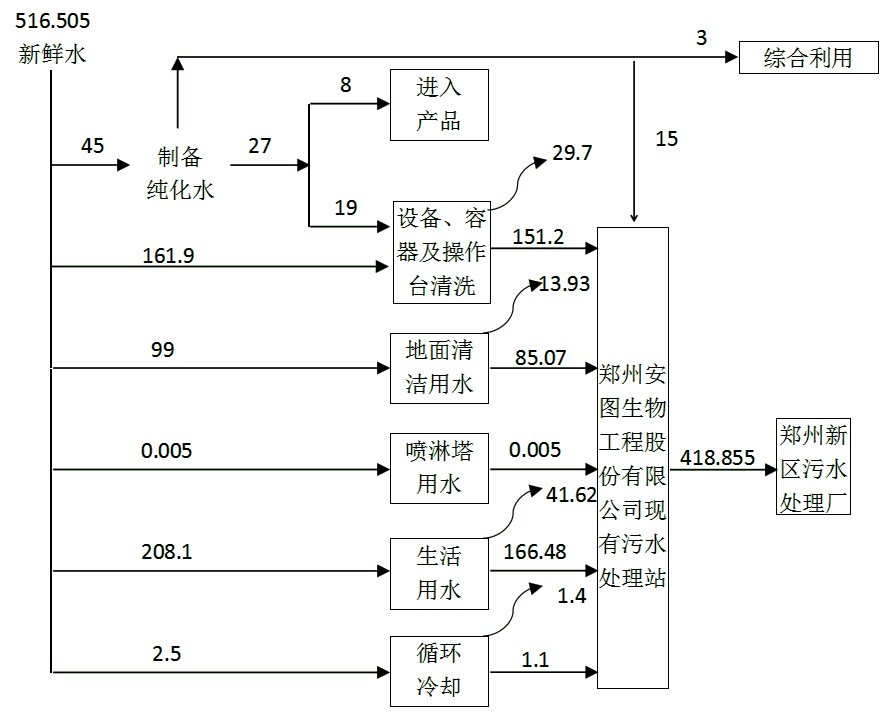 516.505
新鲜水
3
综合利用
8
进入
产品
15
45
制备
纯化水
27
29.7
19
设备、容
器及操作
台清洗
151.2
161.9
13.93
99
地面清
洁用水
85.07
郑州安
图生物
工程股
份有限
公司现
有污水
处理站
0.005
喷淋塔
用水
0.005
418.855
郑州新
区污水
处理厂
41.62
208.1
生活
用水
166.48
1.4
2.5
循环
冷却
1.1